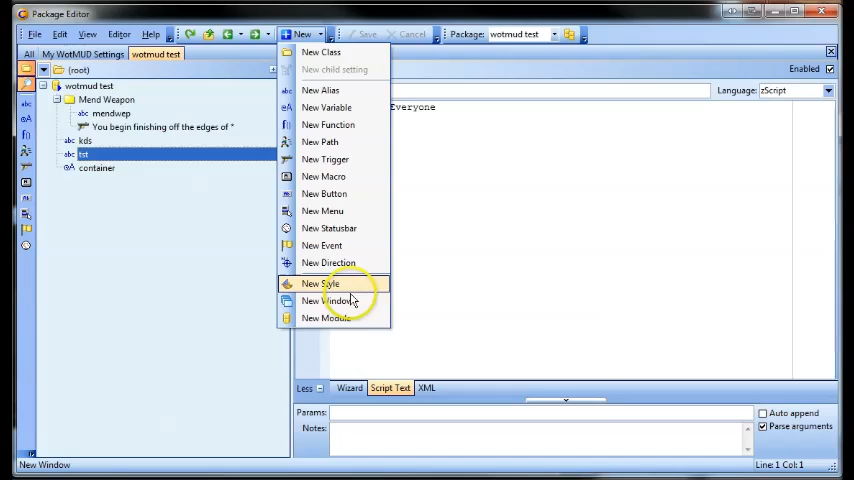 Package Editor
File Edit View Editor Help New Save Cancel Package: wotmud test
All My WotMUD Settings wotmud test
(root)
wotmud test
Mend Weapon
mendwep
You begin finishing off the edges of *
kds
tst
container
New Class
New child setting
New Alias
New Variable
New Function
New Path
New Trigger
New Macro
New Button
New Menu
New Statusbar
New Event
New Direction
New Style
New Window
New Module
Enabled
Language: zScript
Everyone
Less Wizard Script Text XML
Params: Auto append
Parse arguments
Notes:
New Window Line: 1 Col: 1